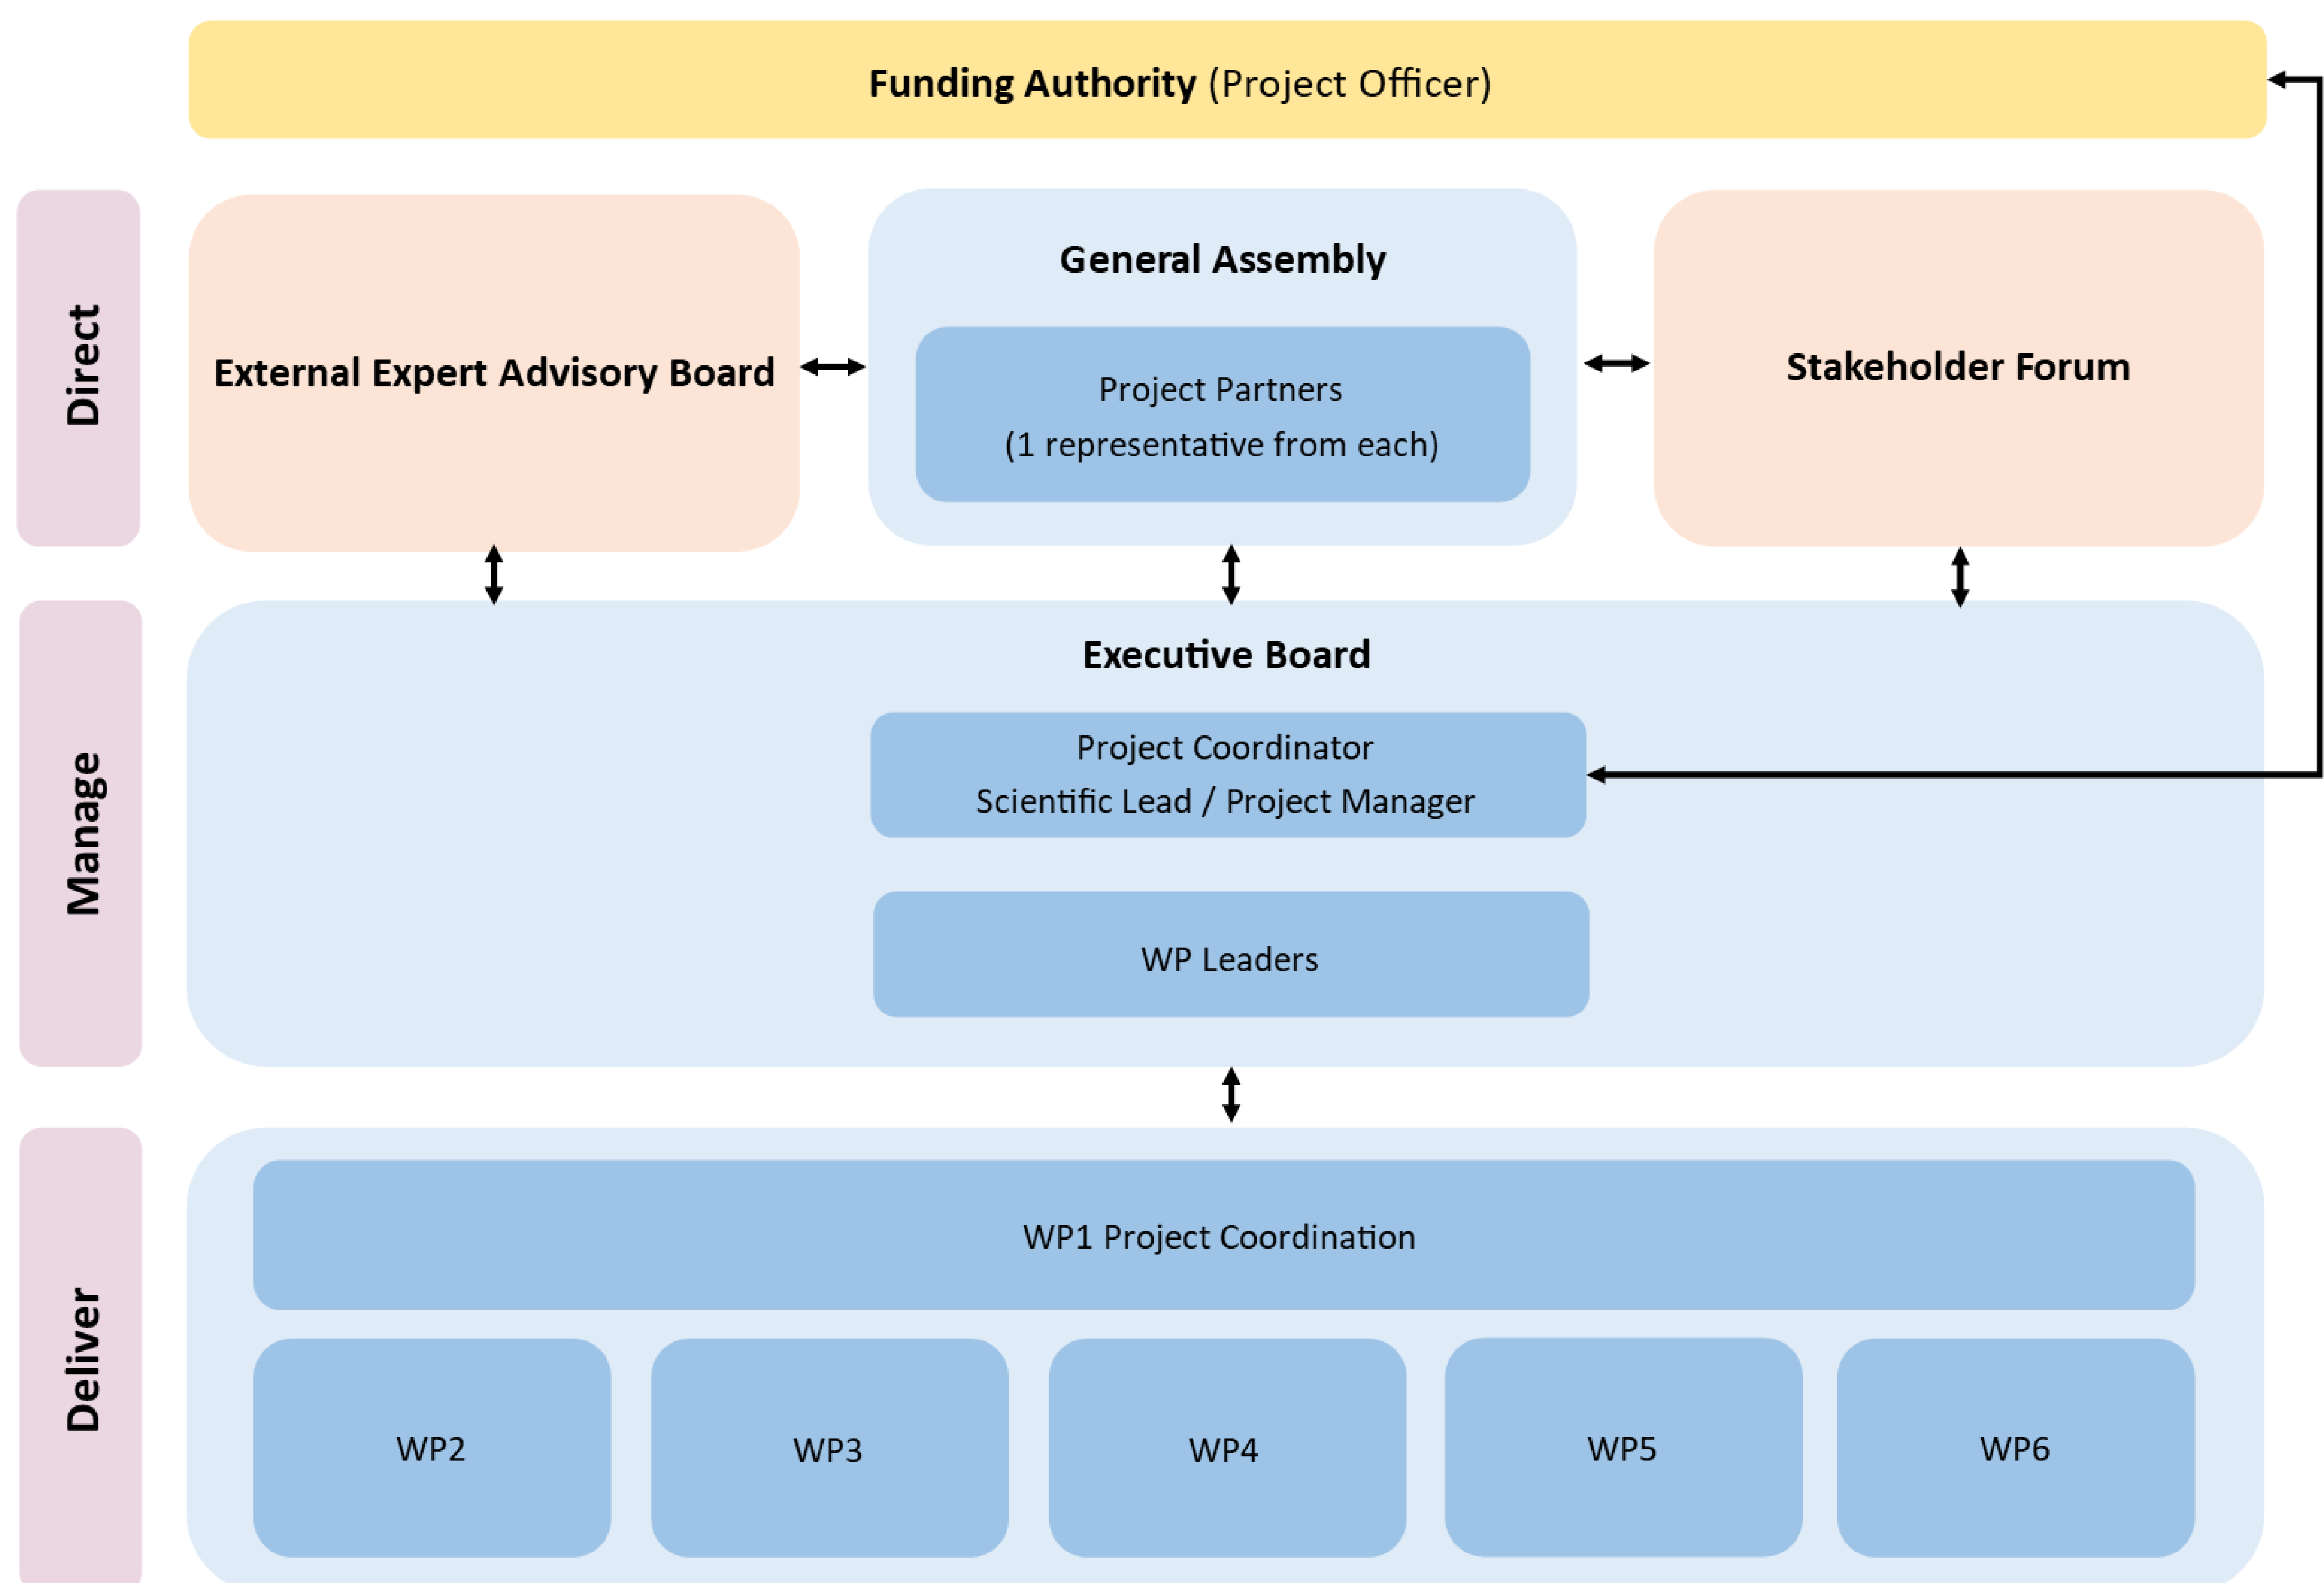 Funding Authority (Project Officer)
Direct
External Expert Advisory Board
General Assembly
Project Partners
(1 representative from each)
Stakeholder Forum
Manage
Executive Board
Project Coordinator
Scientific Lead / Project Manager
WP Leaders
Deliver
WP1 Project Coordination
WP2
WP3
WP4
WP5
WP6